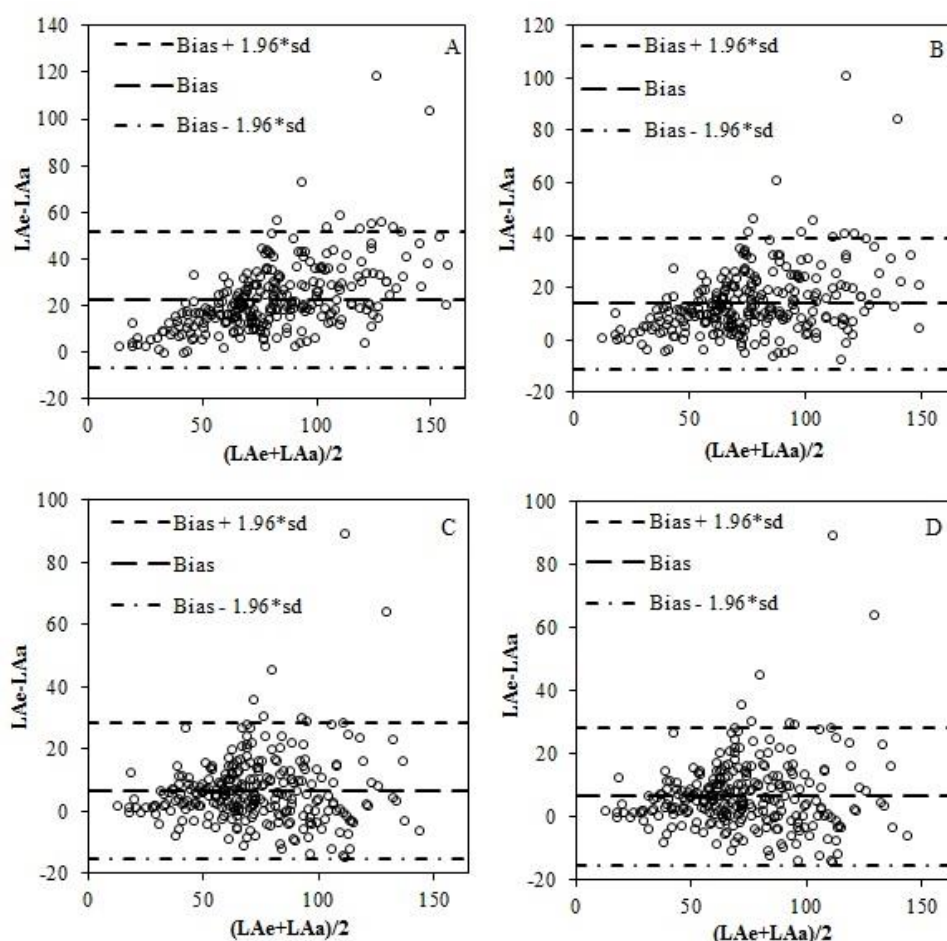 140
120
100
80
60
40
20
0
-20
LAe-LAa
Bias + 1.96*sd
Bias
Bias - 1.96*sd
A
0 50 100 150
(LAe+LAa)/2
120
100
80
60
40
20
0
-20
LAe-LAa
Bias + 1.96*sd
Bias
Bias - 1.96*sd
B
0 50 100 150
(LAe+LAa)/2
100
80
60
40
20
0
-20
LAe-LAa
Bias + 1.96*sd
Bias
Bias - 1.96*sd
C
0 50 100 150
(LAe+LAa)/2
100
80
60
40
20
0
-20
LAe-LAa
Bias + 1.96*sd
Bias
Bias - 1.96*sd
D
0 50 100 150
(LAe+LAa)/2